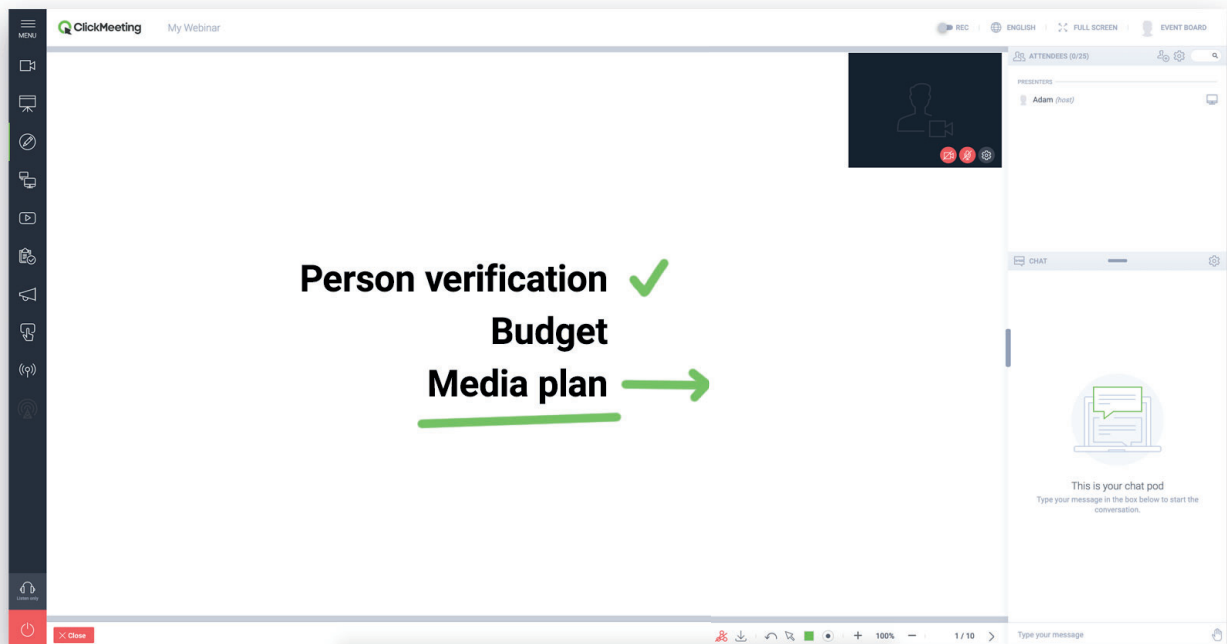 MENU
ClickMeeting
My Webinar
REC
ENGLISH
FULL SCREEN
EVENT BOARD
ATTENDEES (0/25)
PRESENTERS
Adam (host)
Person verification
Budget
Media plan
CHAT
This is your chat pod
Type your message in the box below to start the
conversation.
Listen only
Close
100%
1 / 10
Type your message